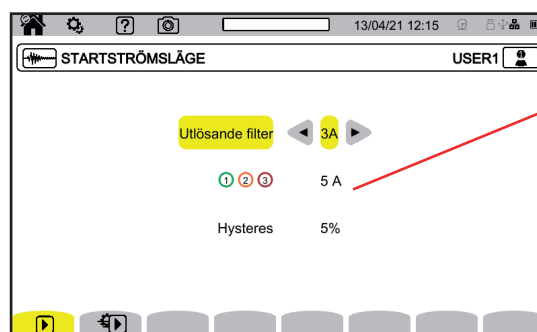 13/04/21 12:15
STARTSTRÖMSLÄGE USER1
Utlösande filter 3A
1 2 3 5 A
Hysteres 5%